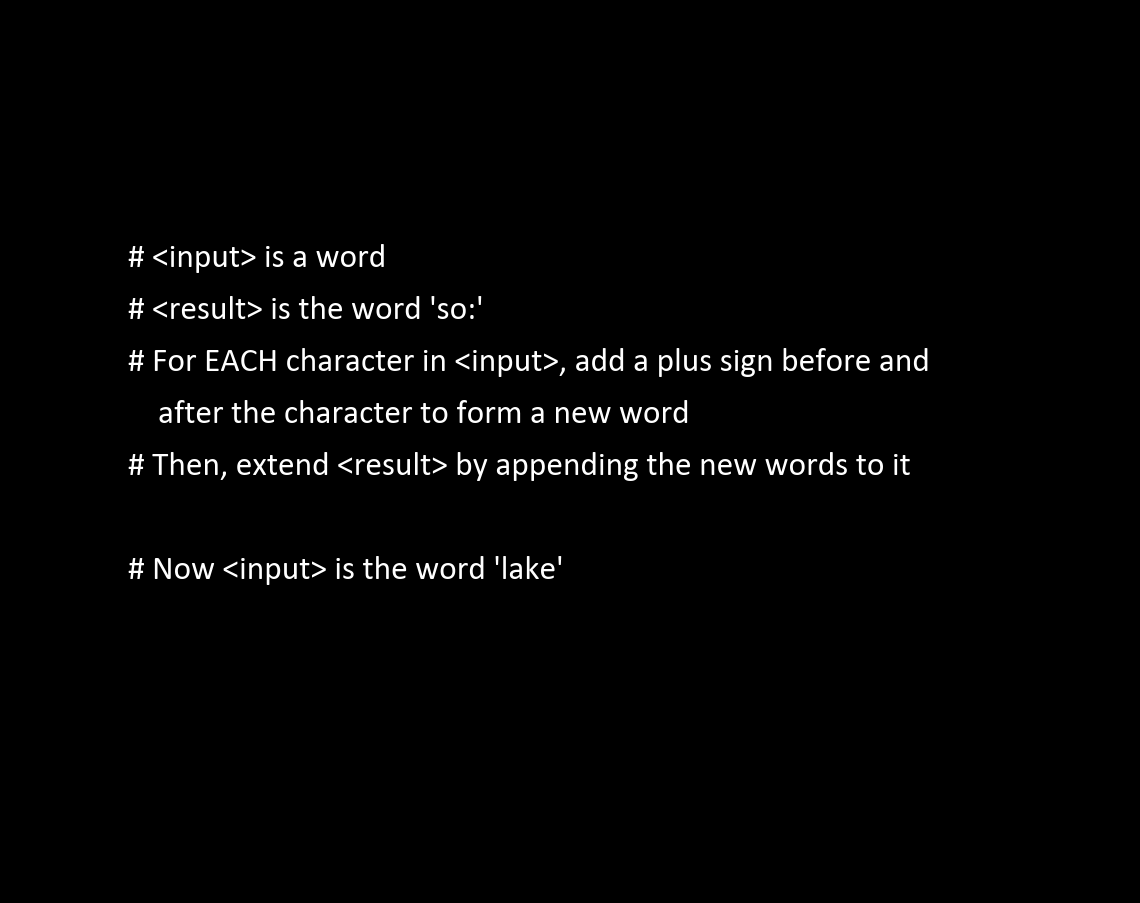 # <input> is a word
# <result> is the word 'so:'
# For EACH character in <input>, add a plus sign before and
after the character to form a new word
# Then, extend <result> by appending the new words to it
# Now <input> is the word 'lake'